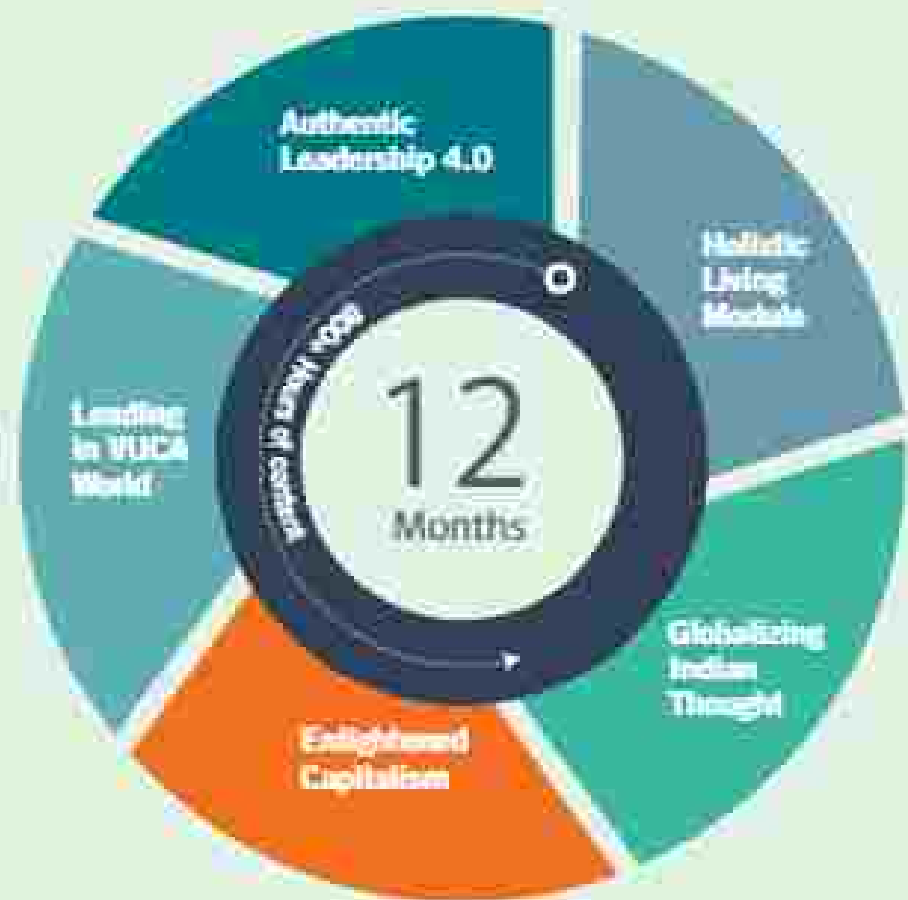 Authentic
Leadership 4.0
Holistic
Living
Module
Globalizing
Indian
Thought
Enlightened
Capitalism
Leading
in VUCA
World
Hours of
12
Months